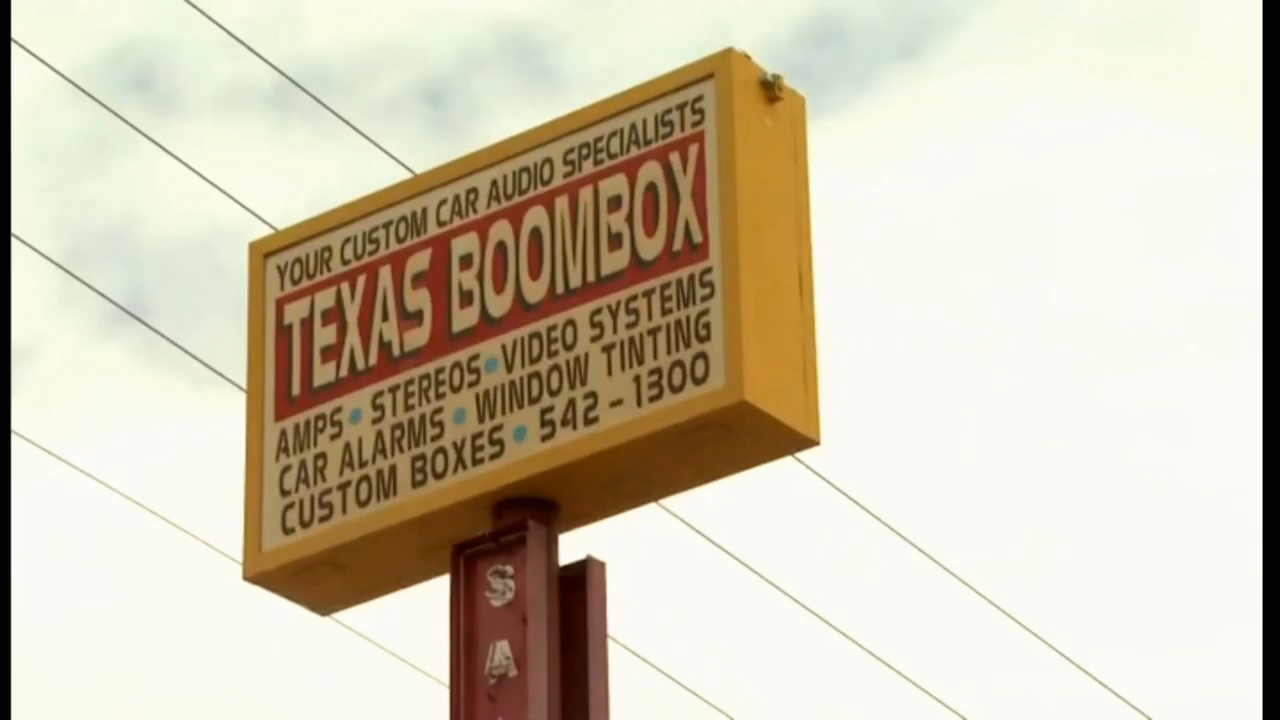 YOUR CUSTOM CAR AUDIO SPECIALISTS
TEXAS BOOMBOX
AMPS • STEREOS • VIDEO SYSTEMS
CAR ALARMS • WINDOW TINTING
CUSTOM BOXES • 542-1300
S
A